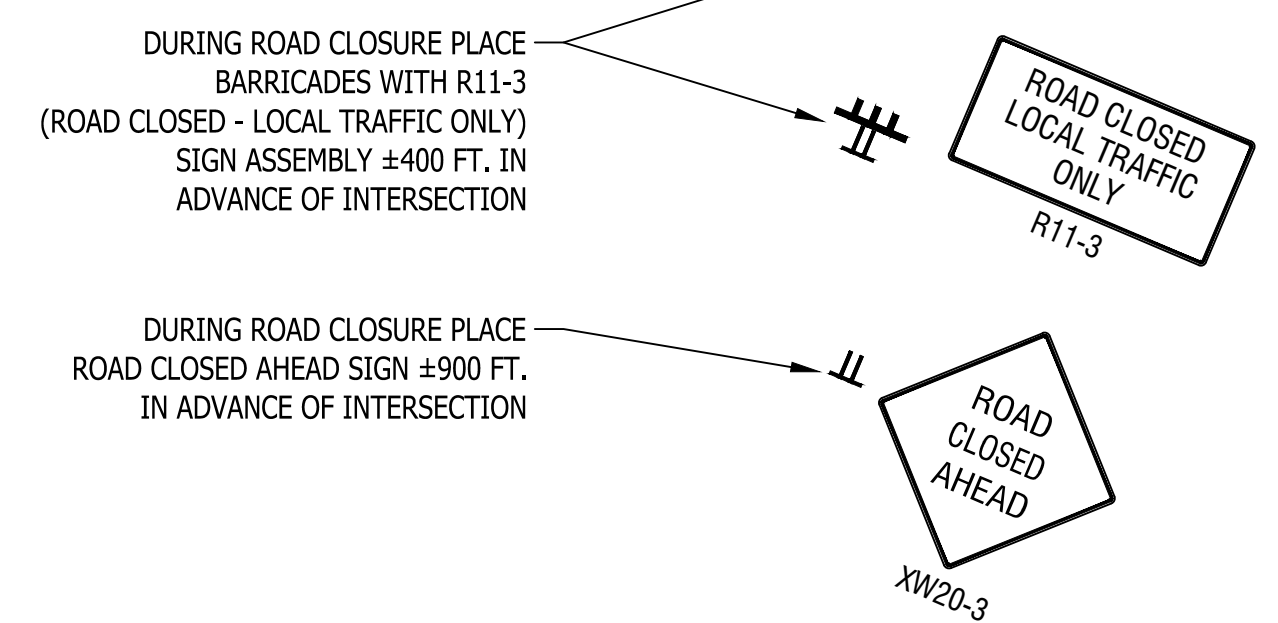 DURING ROAD CLOSURE PLACE
BARRICADES WITH R11-3
(ROAD CLOSED - LOCAL TRAFFIC ONLY)
SIGN ASSEMBLY ±400 FT. IN
ADVANCE OF INTERSECTION
ROAD CLOSED
LOCAL TRAFFIC
ONLY
R11-3
DURING ROAD CLOSURE PLACE
ROAD CLOSED AHEAD SIGN ±900 FT.
IN ADVANCE OF INTERSECTION
ROAD
CLOSED
AHEAD
XW20-3